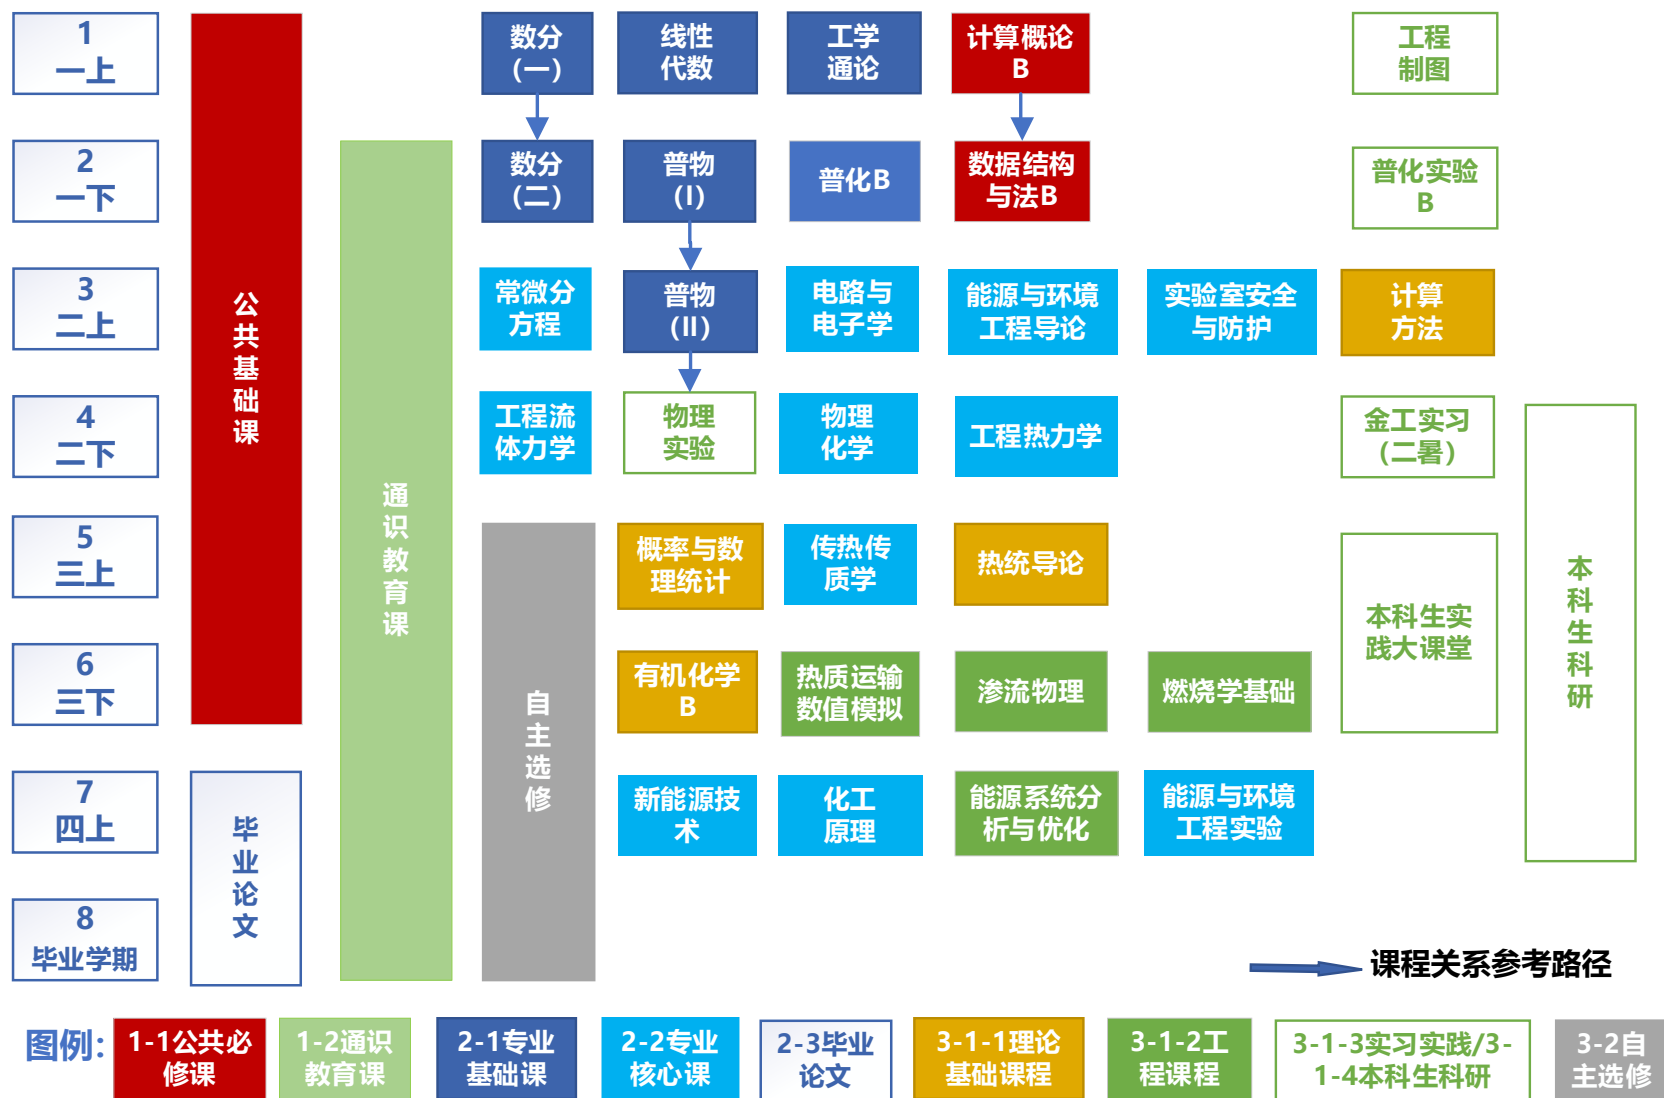 1
一上
数分
（一）
线性
代数
工学
通论
计算概论
B
工程
制图
2
一下
数分
（二）
普物
（I）
普化B
数据结构
与法B
普化实验
B
3
二上
常微分
方程
普物
（II）
电路与
电子学
能源与环境
工程导论
实验室安全
与防护
计算
方法
公共基础课
4
二下
工程流
体力学
物理
实验
物理
化学
工程热力学
金工实习
（二暑）
通识教育课
5
三上
概率与数
理统计
传热传
质学
热统导论
本科生实
践大课堂
本科生科研
6
三下
自主选修
有机化学
B
热质运输
数值模拟
渗流物理
燃烧学基础
7
四上
毕业论文
新能源技
术
化工
原理
能源系统分
析与优化
能源与环境
工程实验
8
毕业学期
课程关系参考路径
图例：
1-1公共必
修课
1-2通识
教育课
2-1专业
基础课
2-2专业
核心课
2-3毕业
论文
3-1-1理论
基础课程
3-1-2工
程课程
3-1-3实习实践/3-
1-4本科生科研
3-2自
主选修